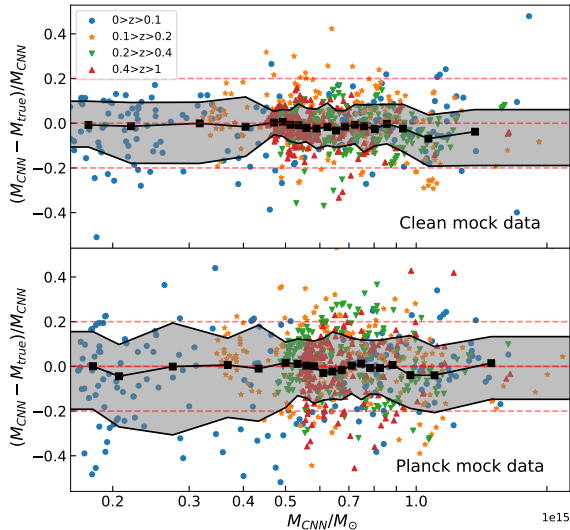 0>z>0.1
0.1>z>0.2
0.2>z>0.4
0.4>z>1
0.4
0.2
0.0
−0.2
−0.4
(M_CNN − M_true)/M_CNN
Clean mock data
0.4
0.2
0.0
−0.2
−0.4
(M_CNN − M_true)/M_CNN
Planck mock data
0.2 0.3 0.4 0.5 0.7 1.0
M_CNN/M_⊙
1e15